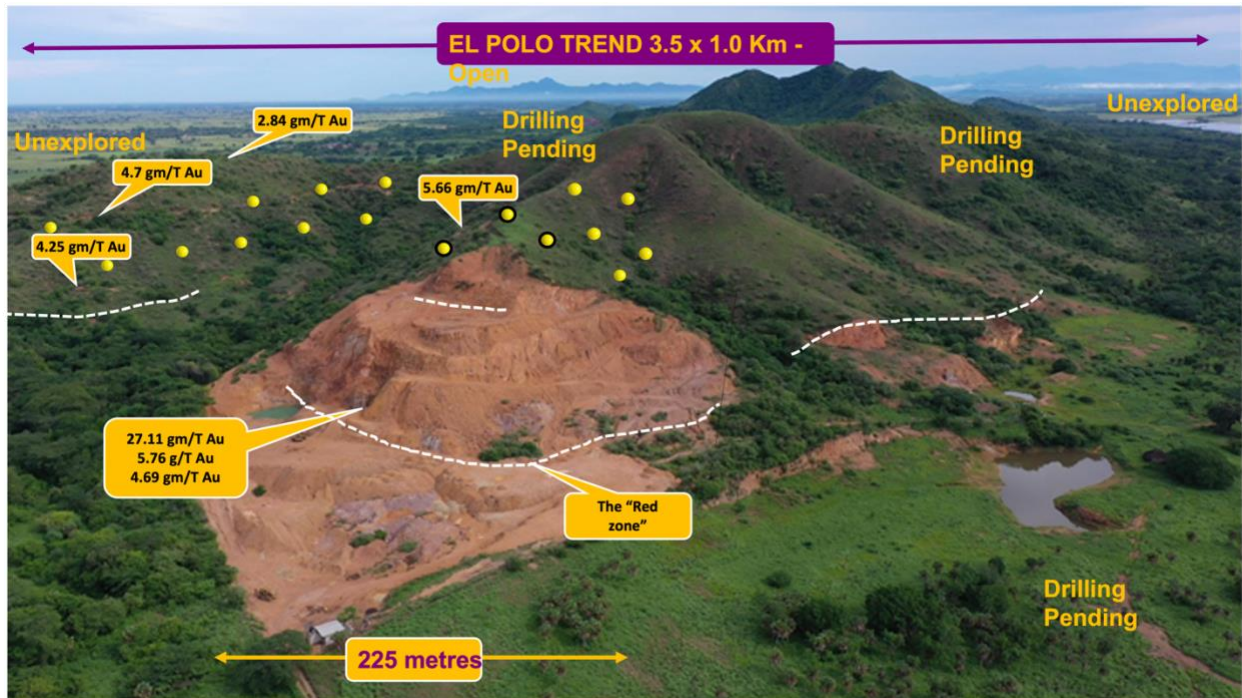 EL POLO TREND 3.5 x 1.0 Km -
Open
Unexplored
2.84 gm/T Au
Drilling
Pending
Unexplored
Drilling
Pending
4.7 gm/T Au
5.66 gm/T Au
4.25 gm/T Au
27.11 gm/T Au
5.76 g/T Au
4.69 gm/T Au
The “Red
zone”
Drilling
Pending
225 metres